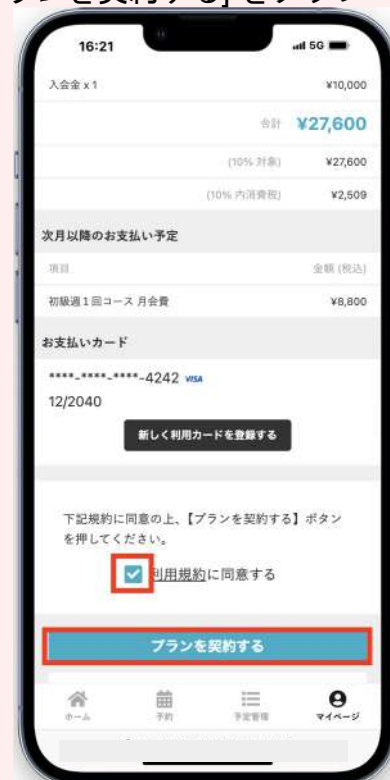 プランを契約する] をタップ
16:21
5G
入会金 x 1 ¥10,000
合計 ¥27,600
(10% 対象) ¥27,600
(10% 内消費税) ¥2,509
次月以降のお支払い予定
項目 金額 (税込)
初級週1回コース 月会費 ¥8,800
お支払いカード
****-****-****-4242 VISA
12/2040
新しく利用カードを登録する
下記規約に同意の上、【プランを契約する】ボタン
を押してください。
利用規約に同意する
プランを契約する
ホーム 予約 予定管理 マイページ